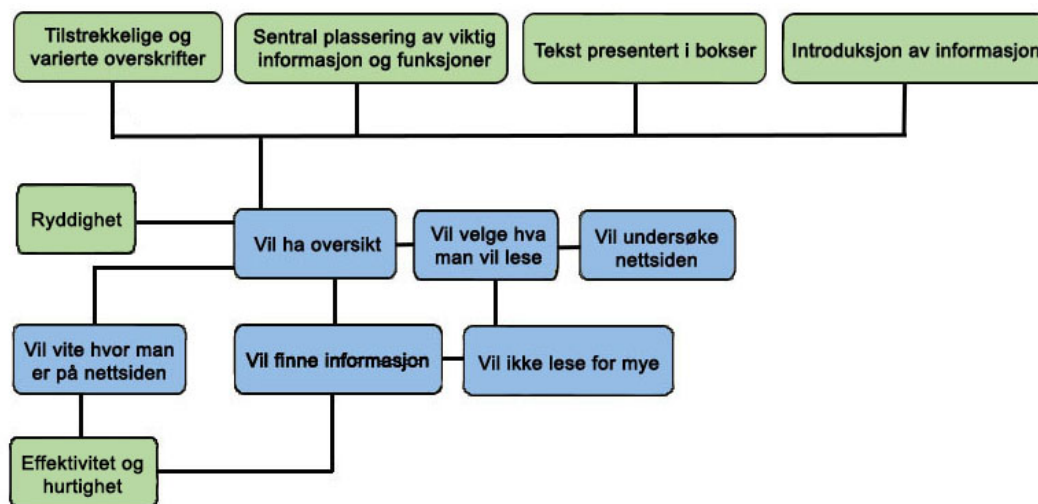 Tilstrekkelige og
varierte overskrifter
Sentral plassering av viktig
informasjon og funksjoner
Tekst presentert i bokser
Introduksjon av informasjon
Ryddighet
Vil ha oversikt
Vil velge hva
man vil lese
Vil undersøke
nettsiden
Vil vite hvor man
er på nettsiden
Vil finne informasjon
Vil ikke lese for mye
Effektivitet og
hurtighet